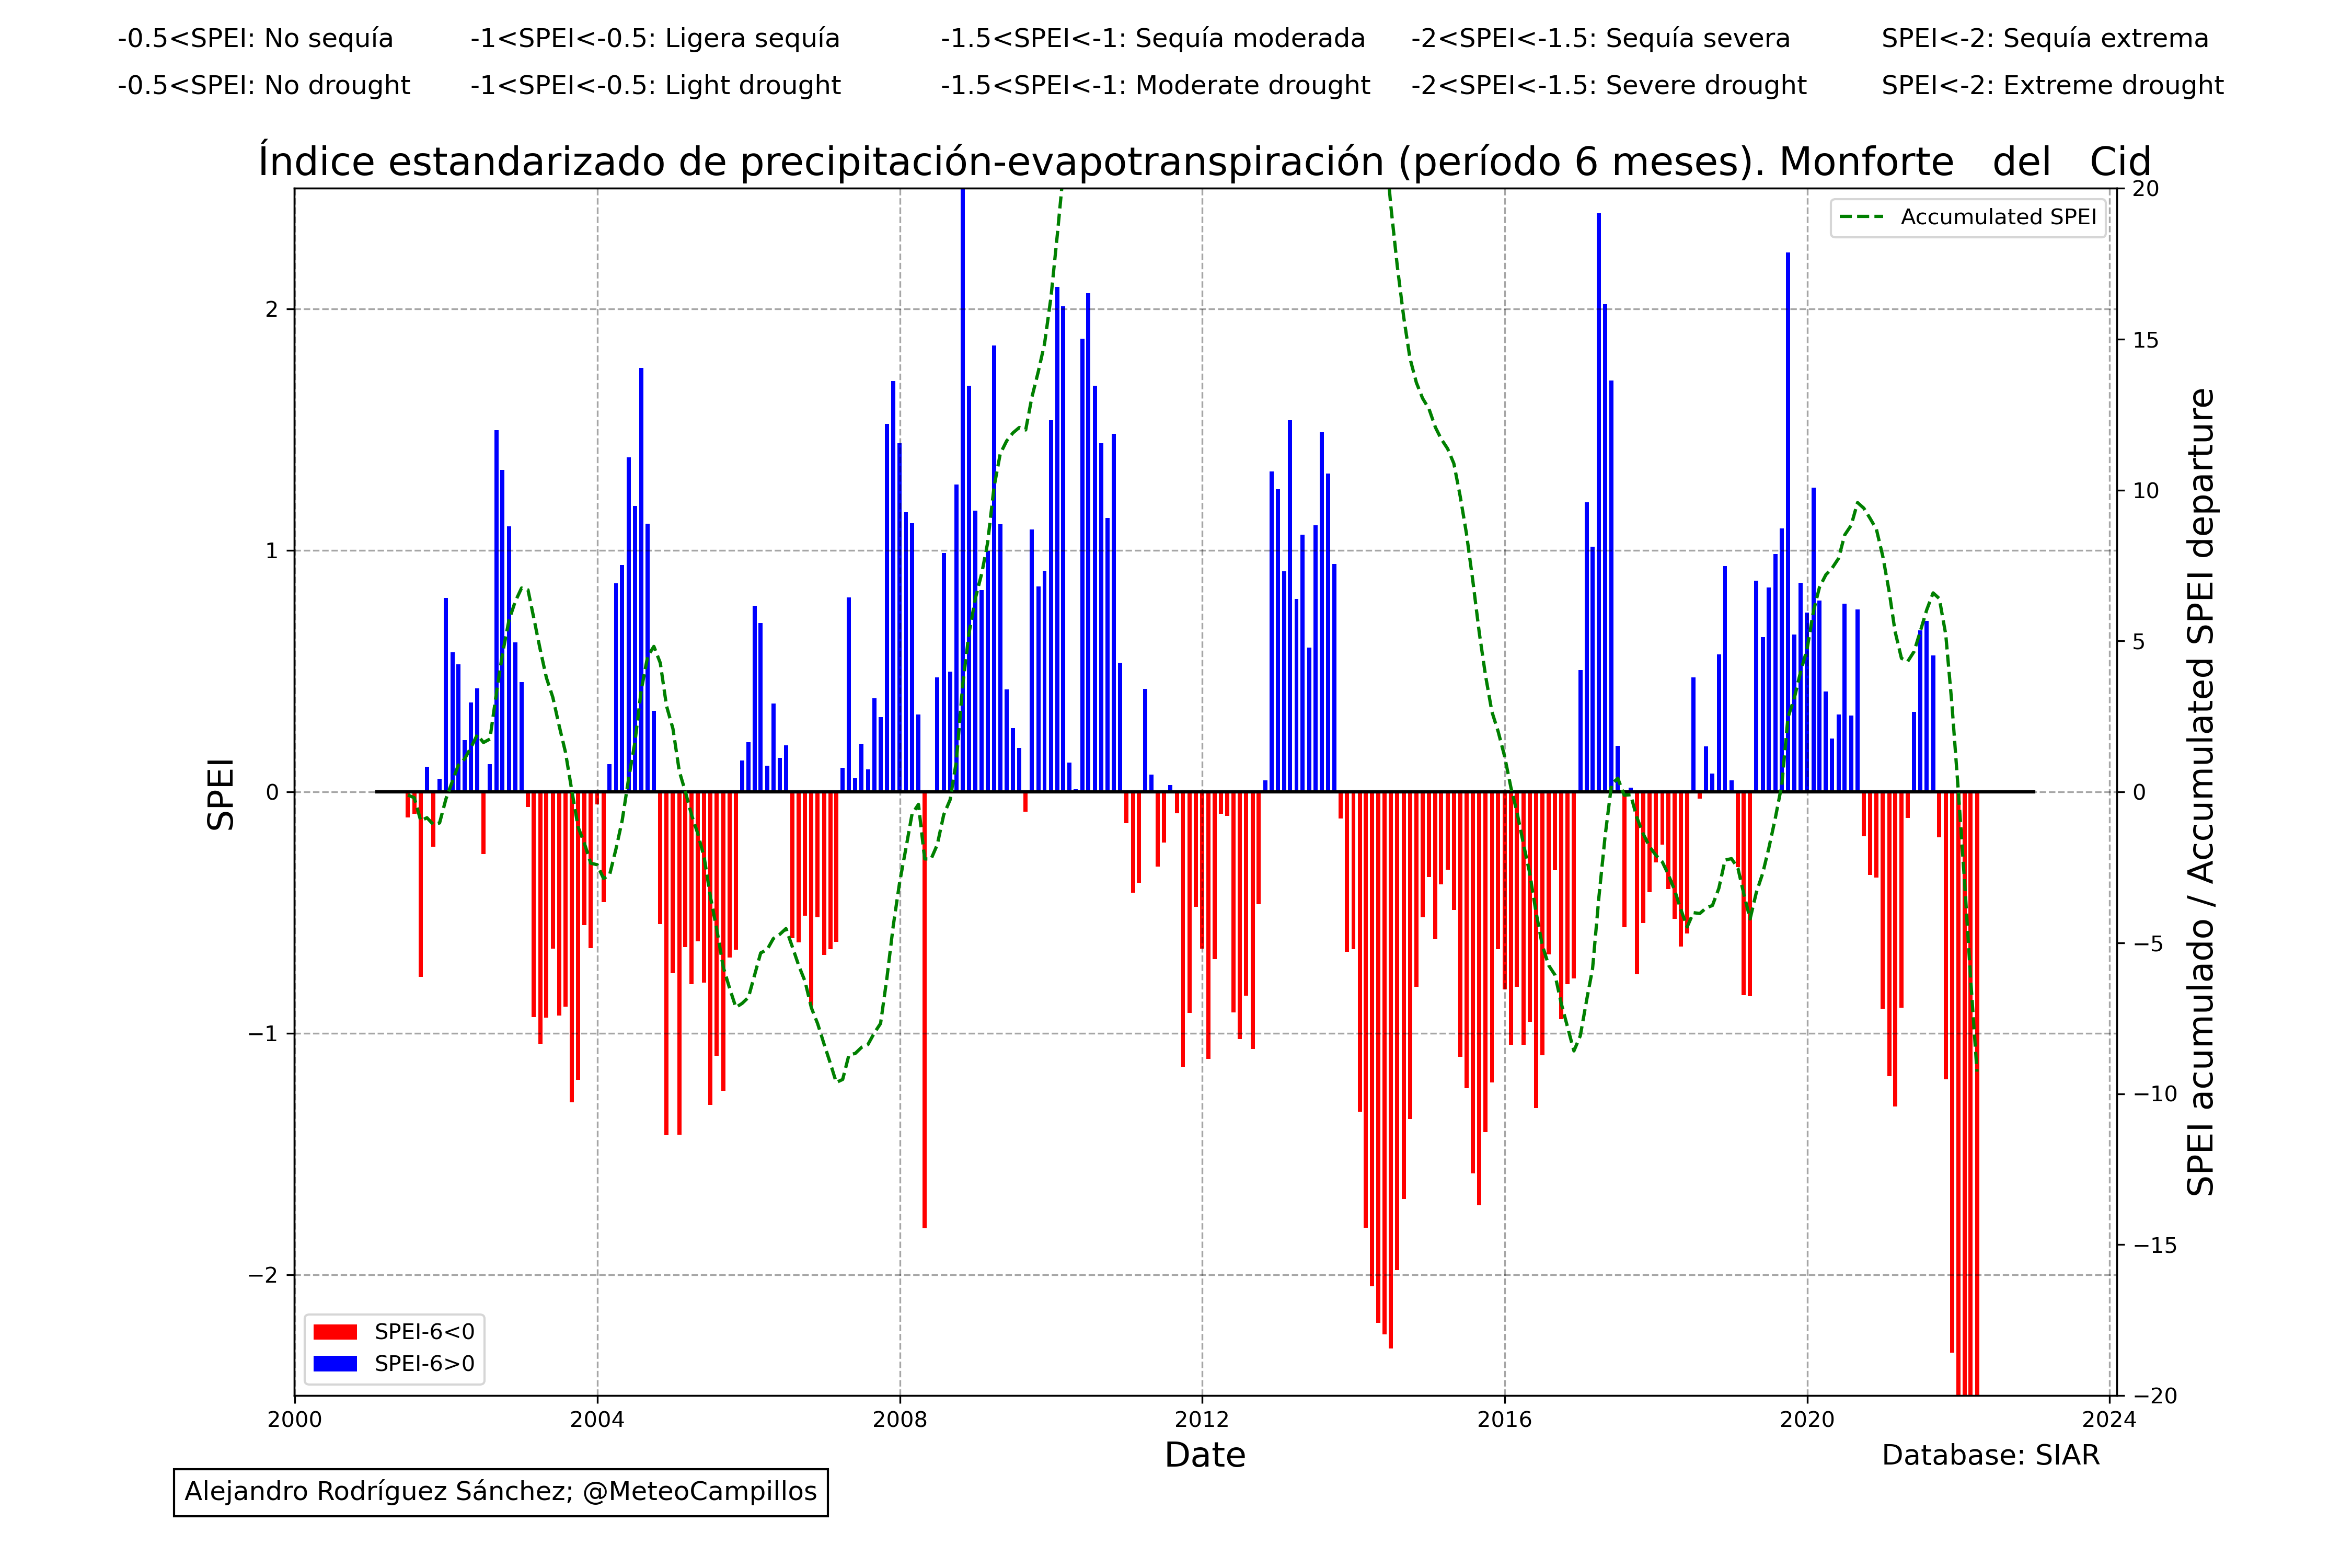 -0.5<SPEI: No sequía -1<SPEI<-0.5: Ligera sequía -1.5<SPEI<-1: Sequía moderada -2<SPEI<-1.5: Sequía severa SPEI<-2: Sequía extrema
-0.5<SPEI: No drought -1<SPEI<-0.5: Light drought -1.5<SPEI<-1: Moderate drought -2<SPEI<-1.5: Severe drought SPEI<-2: Extreme drought
Índice estandarizado de precipitación-evapotranspiración (período 6 meses). Monforte del Cid
Accumulated SPEI
2
1
0
−1
−2
SPEI
20
15
10
5
0
−5
−10
−15
−20
SPEI acumulado / Accumulated SPEI departure
SPEI-6<0
SPEI-6>0
2000 2004 2008 2012 2016 2020 2024
Date
Database: SIAR
Alejandro Rodríguez Sánchez; @MeteoCampillos